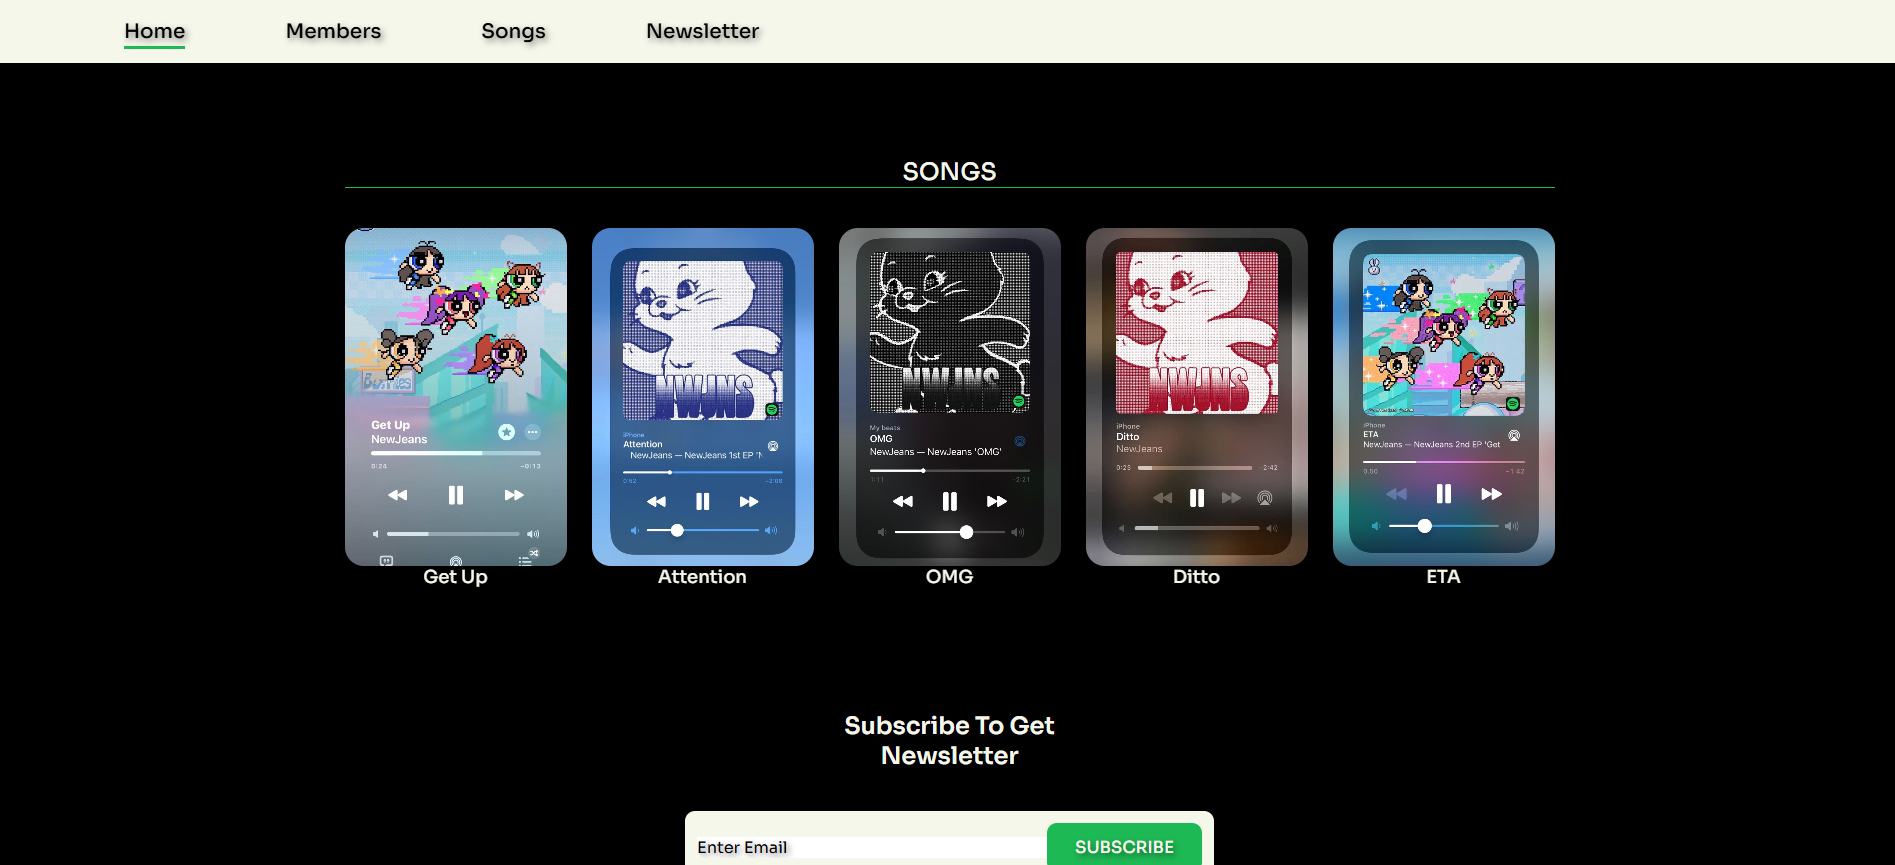 Home Members Songs Newsletter
SONGS
Get Up
NewJeans
0:24 -0:13
iPhone
Attention
NewJeans — NewJeans 1st EP 'N
0:52 -2:08
NWJNS
My beats
OMG
NewJeans — NewJeans 'OMG'
1:11 -2:21
NWJNS
iPhone
Ditto
NewJeans
0:23 -2:42
NWJNS
iPhone
ETA
NewJeans — NewJeans 2nd EP 'Get
0:50 -1:42
Get Up Attention OMG Ditto ETA
Subscribe To Get
Newsletter
Enter Email SUBSCRIBE